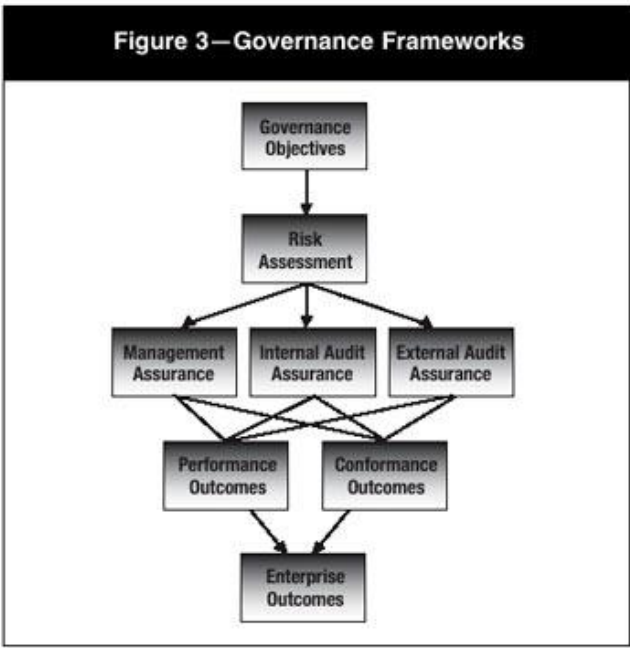 Figure 3—Governance Frameworks
Governance
Objectives
Risk
Assessment
Management
Assurance
Internal Audit
Assurance
External Audit
Assurance
Performance
Outcomes
Conformance
Outcomes
Enterprise
Outcomes